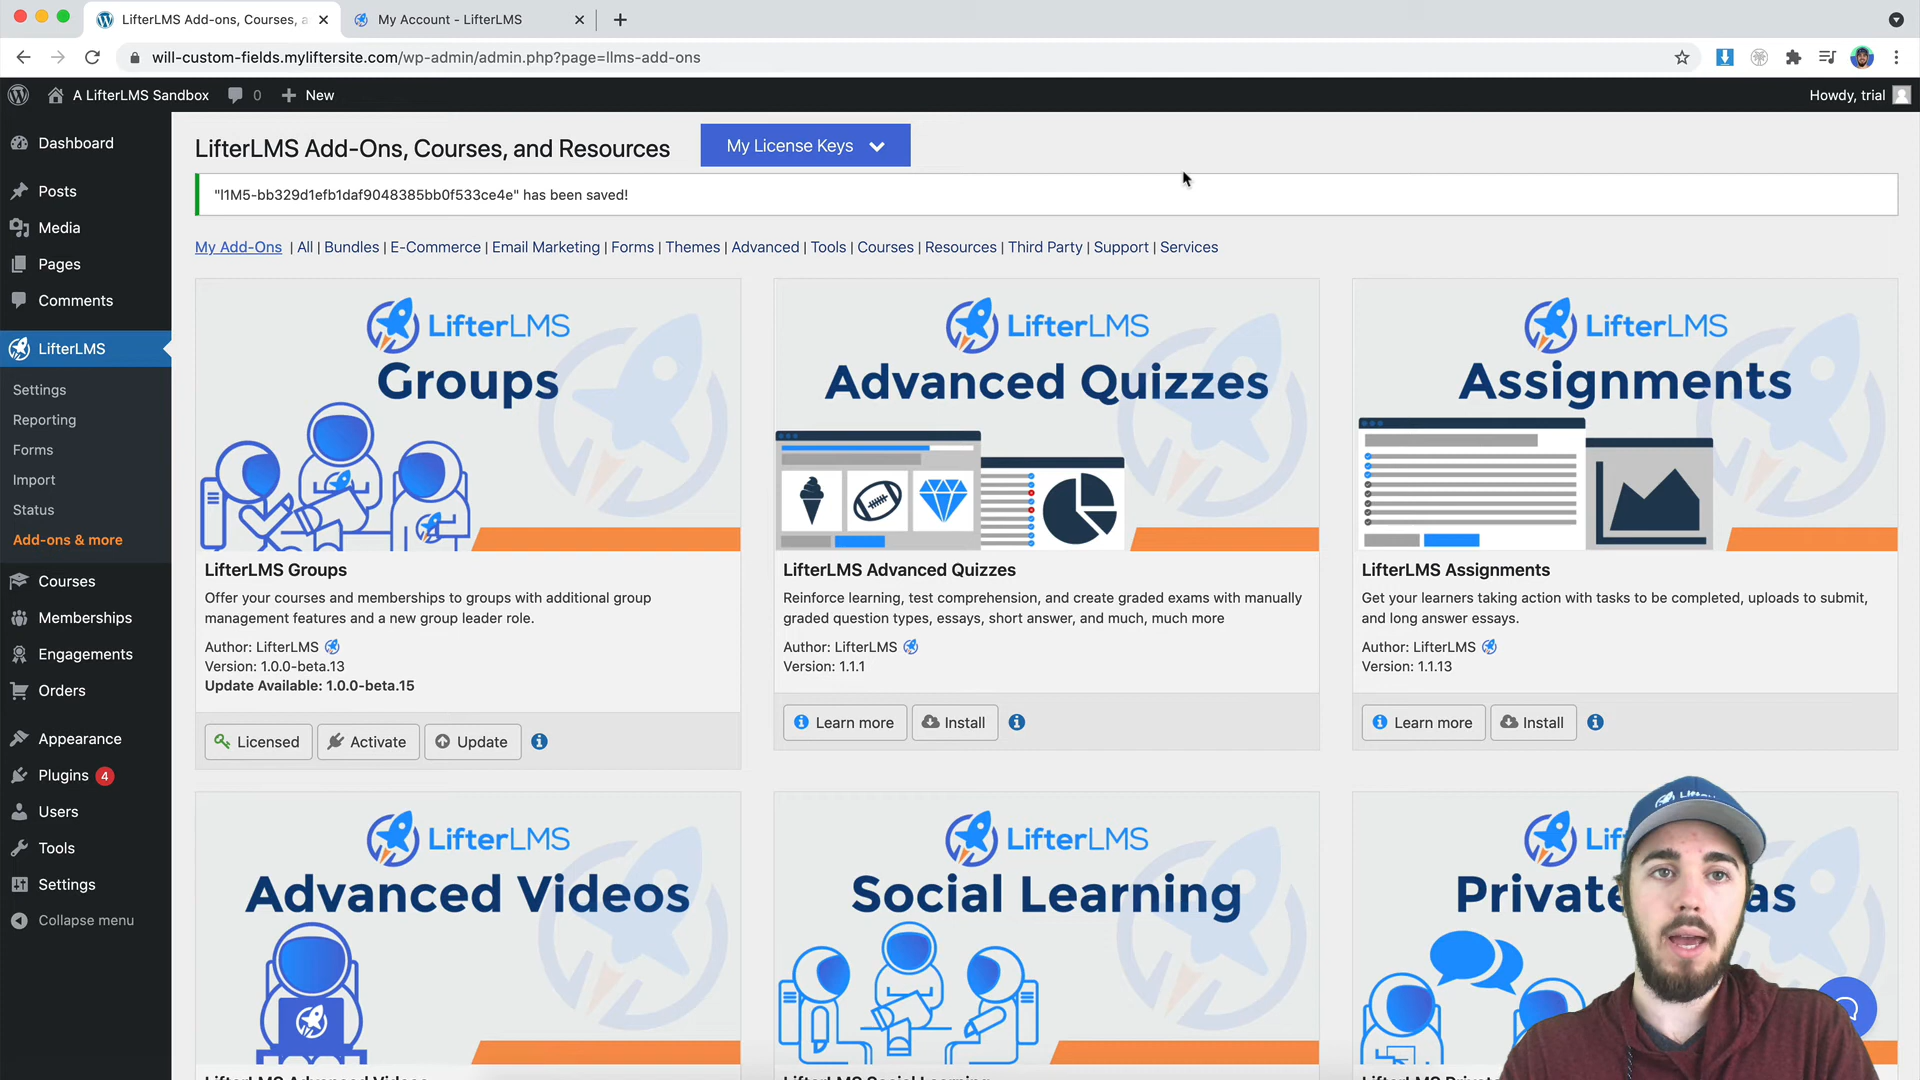 LifterLMS Add-ons, Courses, a
My Account - LifterLMS
will-custom-fields.myliftersite.com/wp-admin/admin.php?page=llms-add-ons
A LifterLMS Sandbox
0
New
Howdy, trial
Dashboard
Posts
Media
Pages
Comments
LifterLMS
Settings
Reporting
Forms
Import
Status
Add-ons & more
Courses
Memberships
Engagements
Orders
Appearance
Plugins 4
Users
Tools
Settings
Collapse menu
LifterLMS Add-Ons, Courses, and Resources
My License Keys
"l1M5-bb329d1efb1daf9048385bb0f533ce4e" has been saved!
My Add-Ons | All | Bundles | E-Commerce | Email Marketing | Forms | Themes | Advanced | Tools | Courses | Resources | Third Party | Support | Services
LifterLMS
Groups
LifterLMS Groups
Offer your courses and memberships to groups with additional group
management features and a new group leader role.
Author: LifterLMS
Version: 1.0.0-beta.13
Update Available: 1.0.0-beta.15
Licensed
Activate
Update
LifterLMS
Advanced Quizzes
LifterLMS Advanced Quizzes
Reinforce learning, test comprehension, and create graded exams with manually
graded question types, essays, short answer, and much, much more
Author: LifterLMS
Version: 1.1.1
Learn more
Install
LifterLMS
Assignments
LifterLMS Assignments
Get your learners taking action with tasks to be completed, uploads to submit,
and long answer essays.
Author: LifterLMS
Version: 1.1.13
Learn more
Install
LifterLMS
Advanced Videos
LifterLMS Advanced Videos
LifterLMS
Social Learning
LifterLMS Social Learning
Lif
Private as
LifterLMS Priv